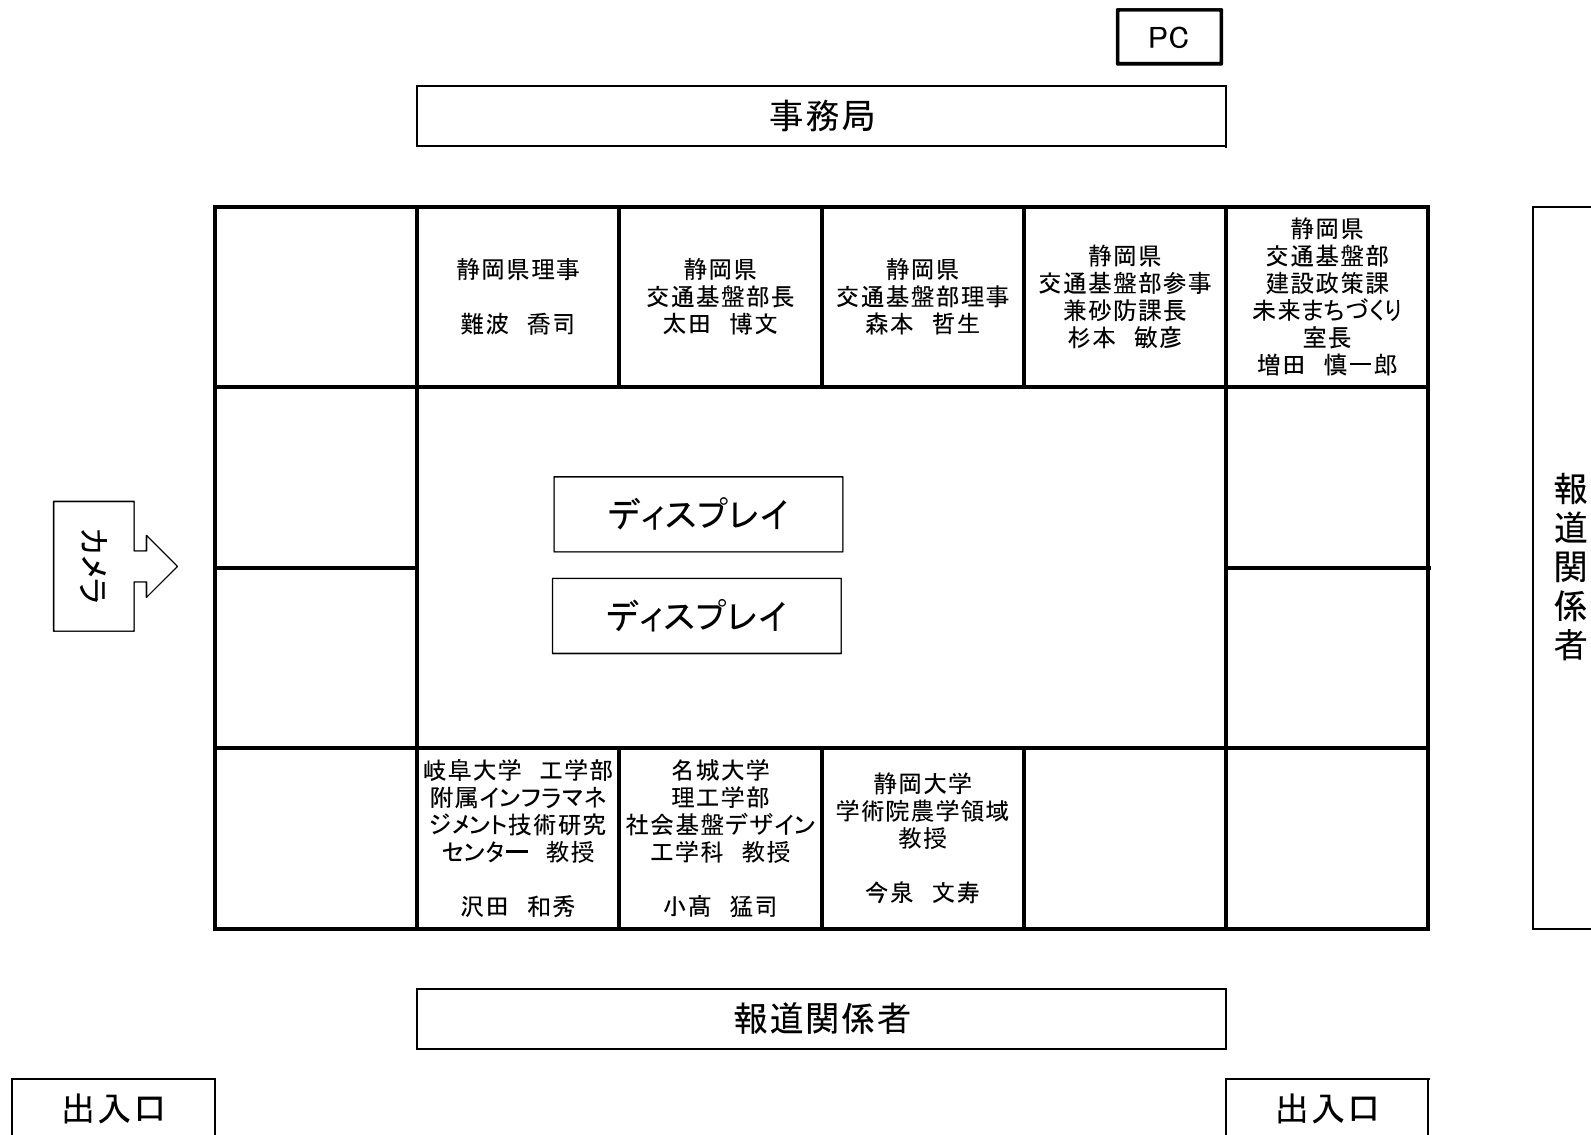 PC
事務局
静岡県理事
難波　喬司
静岡県
交通基盤部長
太田　博文
静岡県
交通基盤部理事
森本　哲生
静岡県
交通基盤部参事
兼砂防課長
杉本　敏彦
静岡県
交通基盤部
建設政策課
未来まちづくり
室長
増田　慎一郎
カメラ
ディスプレイ
ディスプレイ
報道関係者
岐阜大学　工学部
附属インフラマネ
ジメント技術研究
センター　教授
沢田　和秀
名城大学
理工学部
社会基盤デザイン
工学科　教授
小髙　猛司
静岡大学
学術院農学領域
教授
今泉　文寿
報道関係者
出入口
出入口